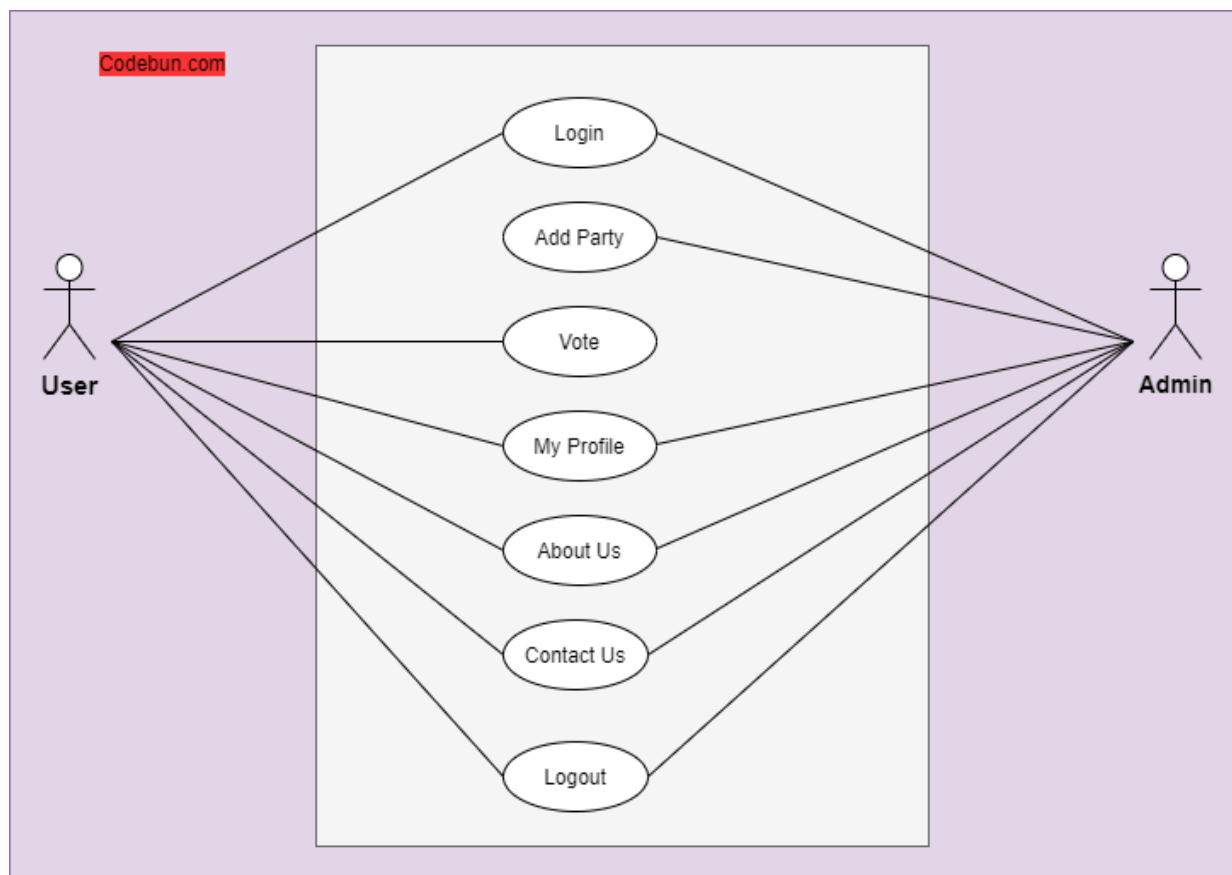 Codebun.com
Login
Add Party
Vote
User
Admin
My Profile
About Us
Contact Us
Logout